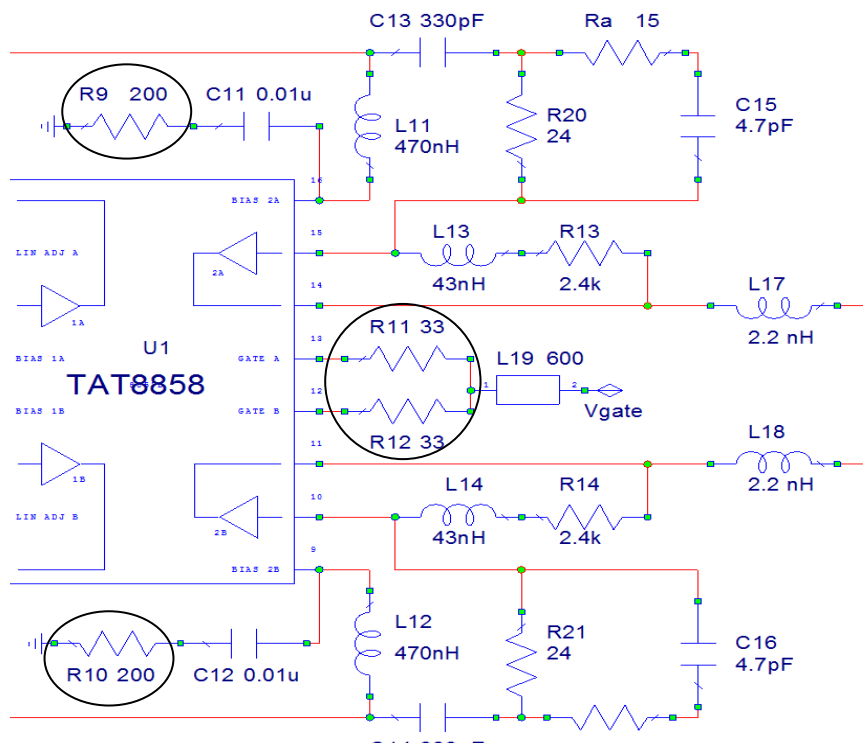 C13 330pF
Ra 15
R9 200
C11 0.01u
L11
470nH
R20
24
C15
4.7pF
16
BIAS 2A
15
LIN ADJ A
2A
L13
43nH
R13
2.4k
14
L17
2.2 nH
1A
13
R11 33
U1
BIAS 1A
GATE A
L19 600
TAT8858
12
1
2
Vgate
BIAS 1B
GATE B
R12 33
11
L18
2.2 nH
1B
10
L14
43nH
R14
2.4k
LIN ADJ B
2B
9
BIAS 2B
L12
470nH
R21
24
C16
4.7pF
R10 200
C12 0.01u